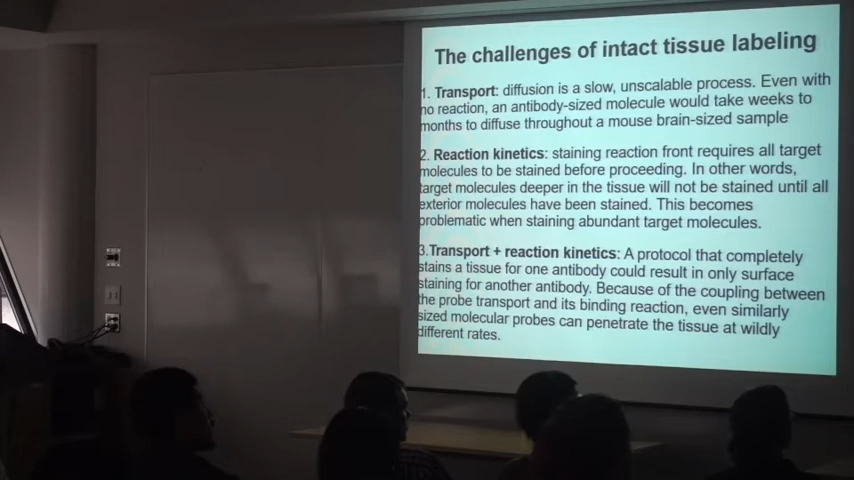 The challenges of intact tissue labeling
1. Transport: diffusion is a slow, unscalable process. Even with
no reaction, an antibody-sized molecule would take weeks to
months to diffuse throughout a mouse brain-sized sample
2. Reaction kinetics: staining reaction front requires all target
molecules to be stained before proceeding. In other words,
target molecules deeper in the tissue will not be stained until all
exterior molecules have been stained. This becomes
problematic when staining abundant target molecules.
3.Transport + reaction kinetics: A protocol that completely
stains a tissue for one antibody could result in only surface
staining for another antibody. Because of the coupling between
the probe transport and its binding reaction, even similarly
sized molecular probes can penetrate the tissue at wildly
different rates.